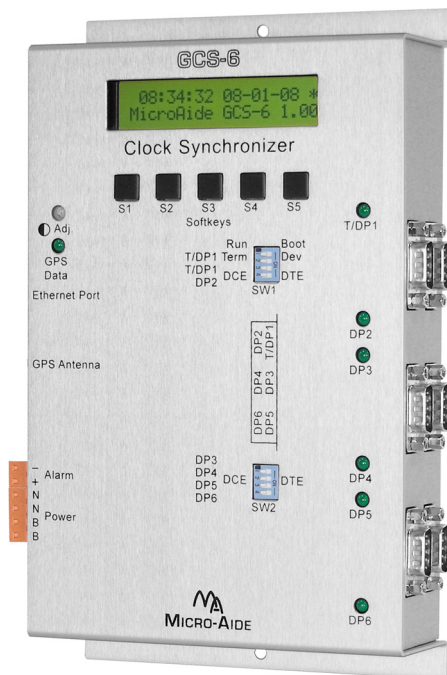 GCS-6
08:34:32 08-01-08 *
MicroAide GCS-6 1.00
Clock Synchronizer
S1 S2 S3 S4 S5
Softkeys
Adj.
GPS
Data
T/DP1
Run Boot
T/DP1 Term Dev
T/DP1
DP2 DCE DTE
SW1
Ethernet Port
DP2
DP3
GPS Antenna
DP2 T/DP1
DP4 DP3
DP6 DP5
DP3
DP4
DP5
DP6
DCE DTE
SW2
DP4
DP5
–
+
Alarm
N
N
Power
B
B
MICRO-AIDE
DP6